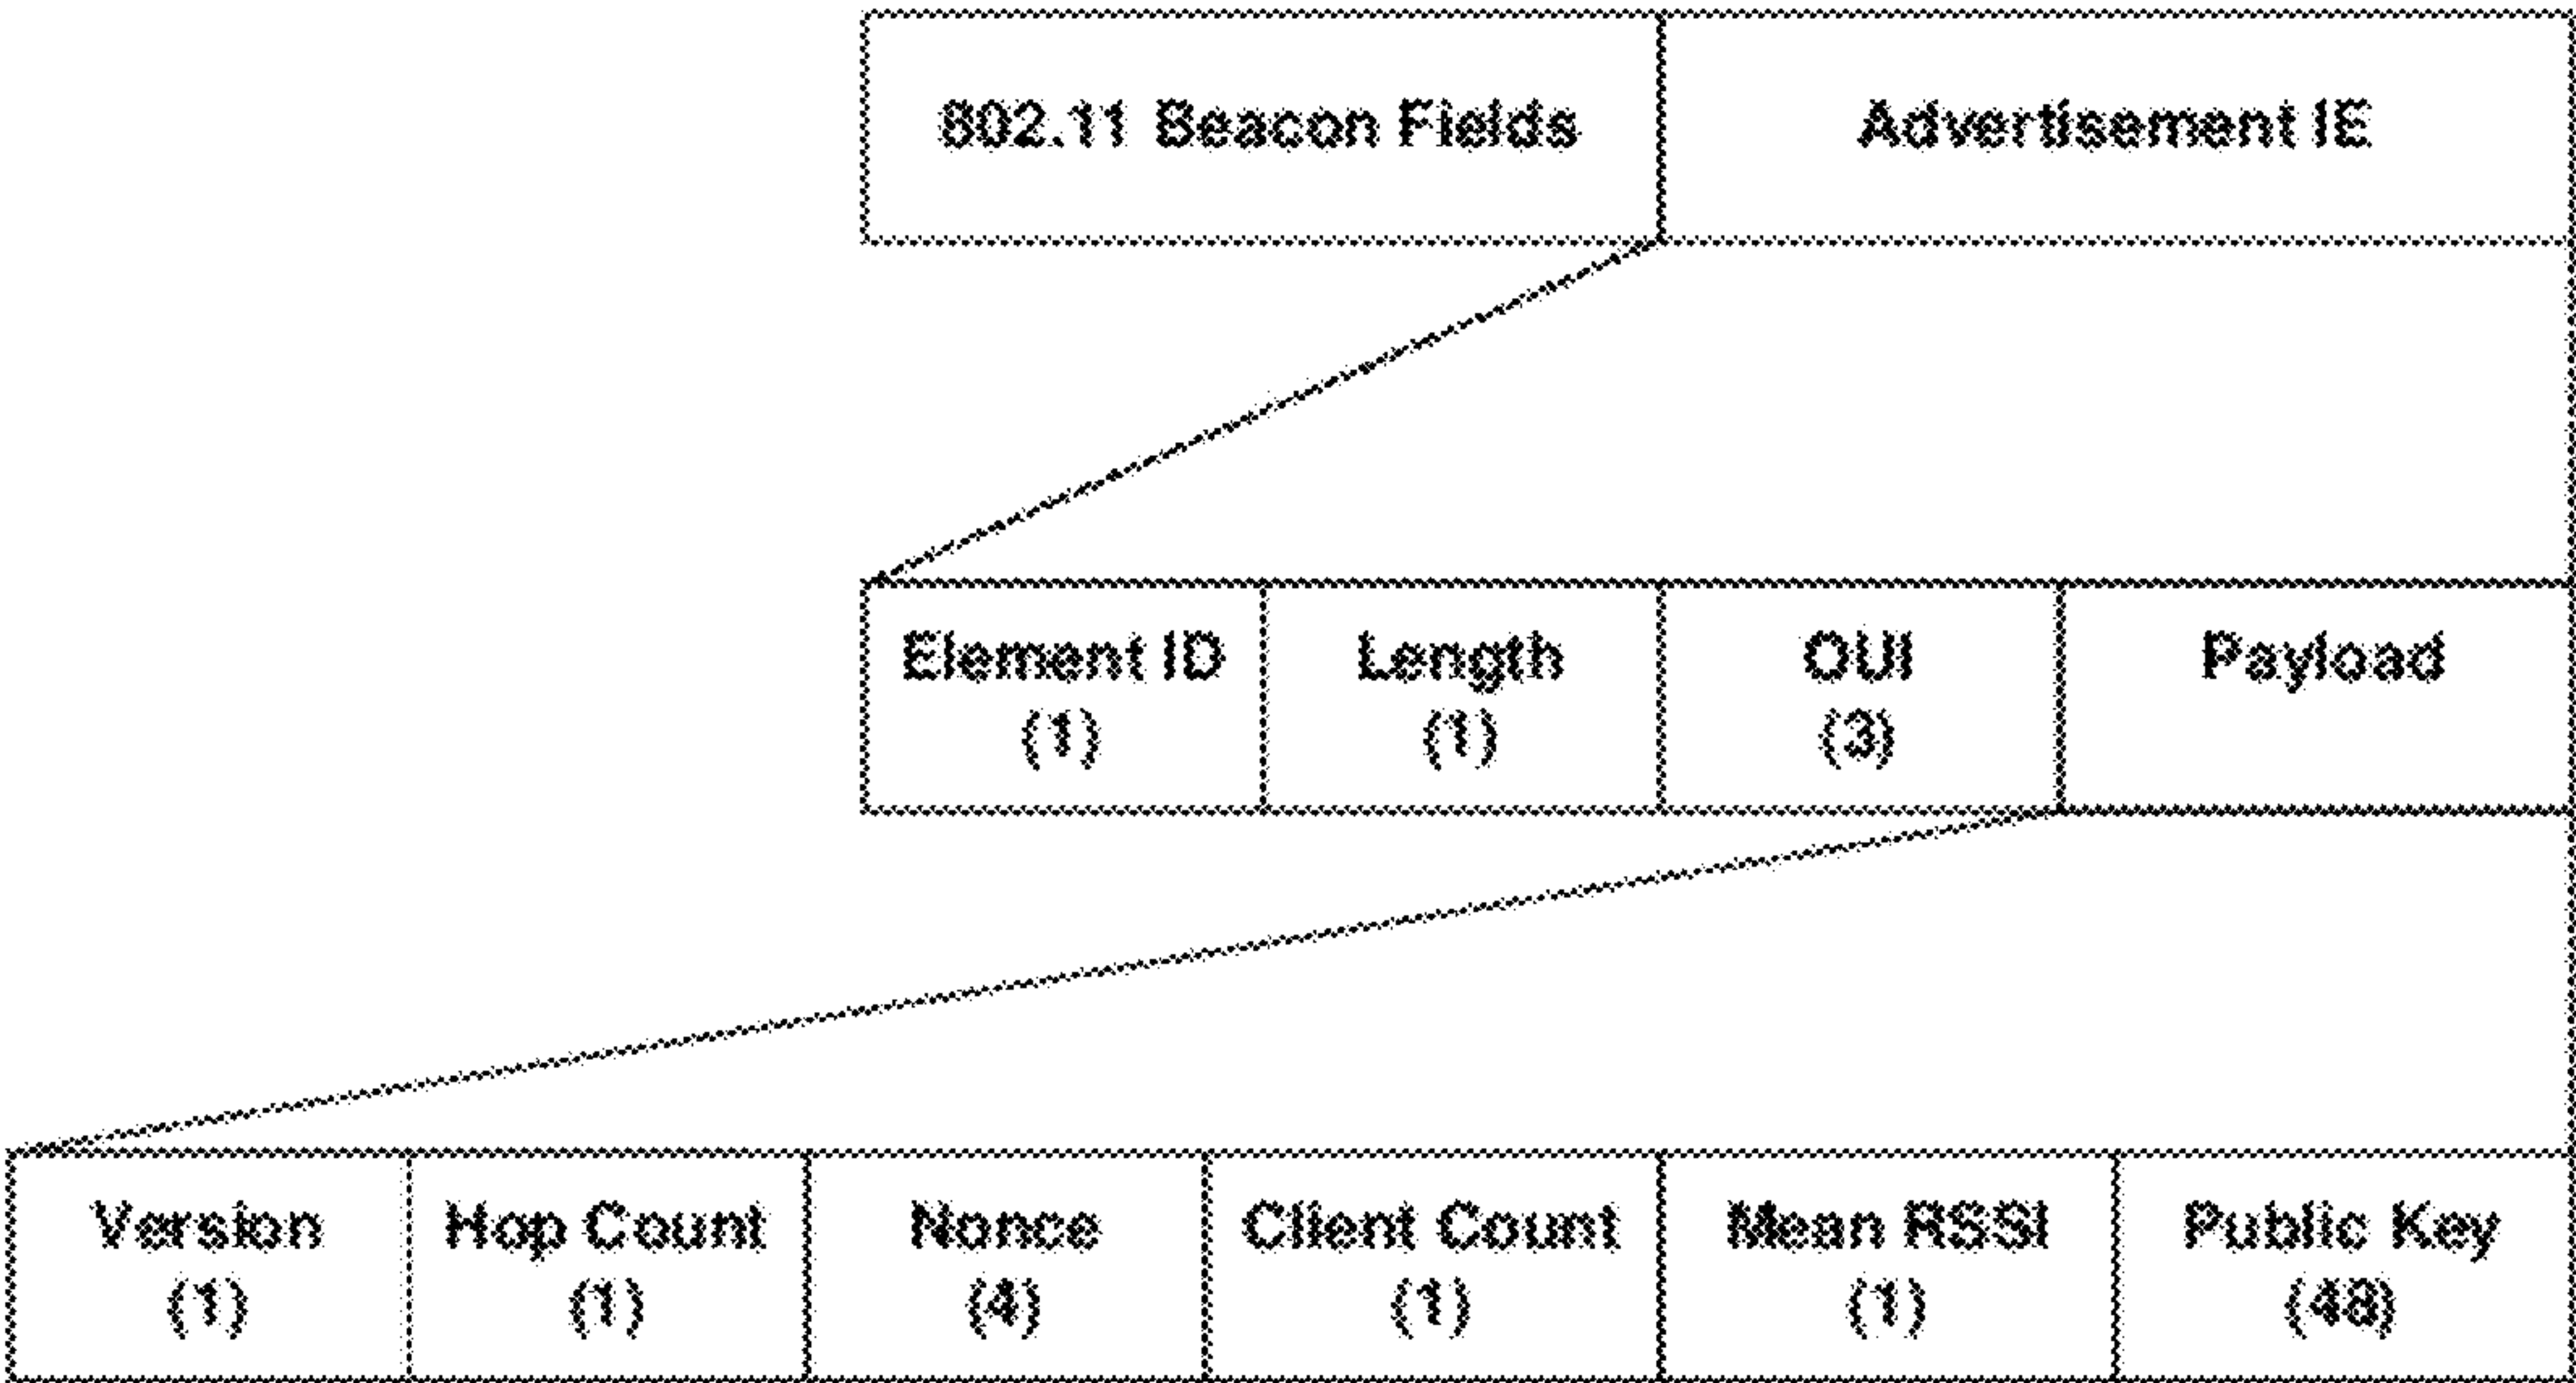 802.11 Beacon Fields
Advertisement IE
Element ID
(1)
Length
(1)
OUI
(3)
Payload
Version
(1)
Hop Count
(1)
Nonce
(4)
Client Count
(1)
Mean RSSI
(1)
Public Key
(48)